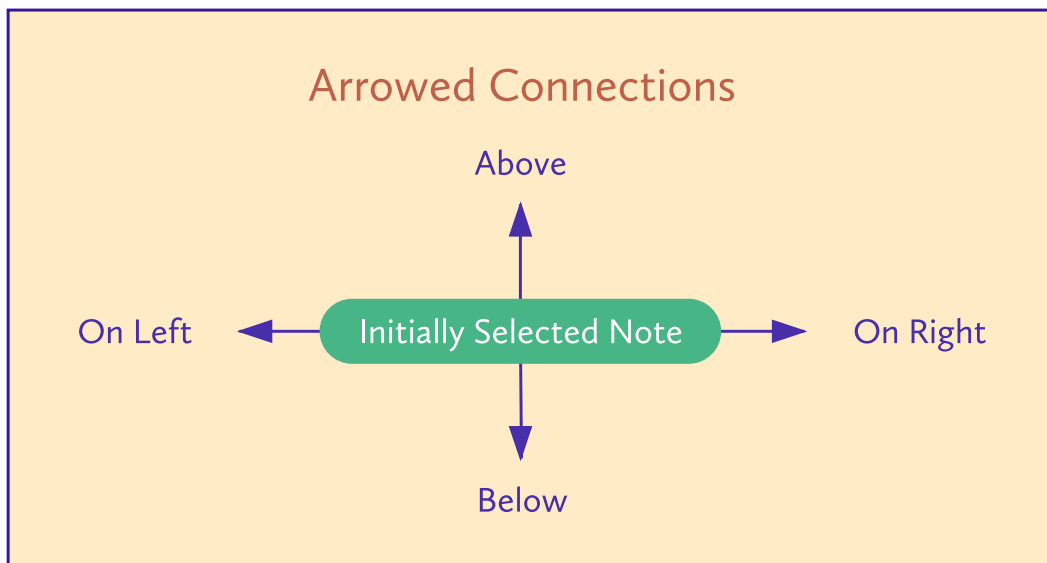 Arrowed Connections
Above
On Left
Initially Selected Note
On Right
Below